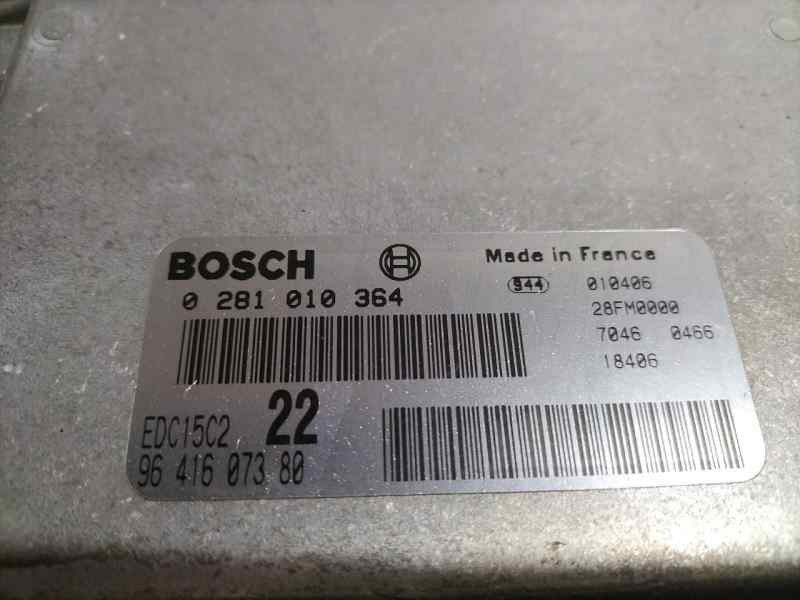 BOSCH
Made in France
0 281 010 364
944 010406
28FM0000
7046 0466
18406
EDC15C2 22
96 416 073 80